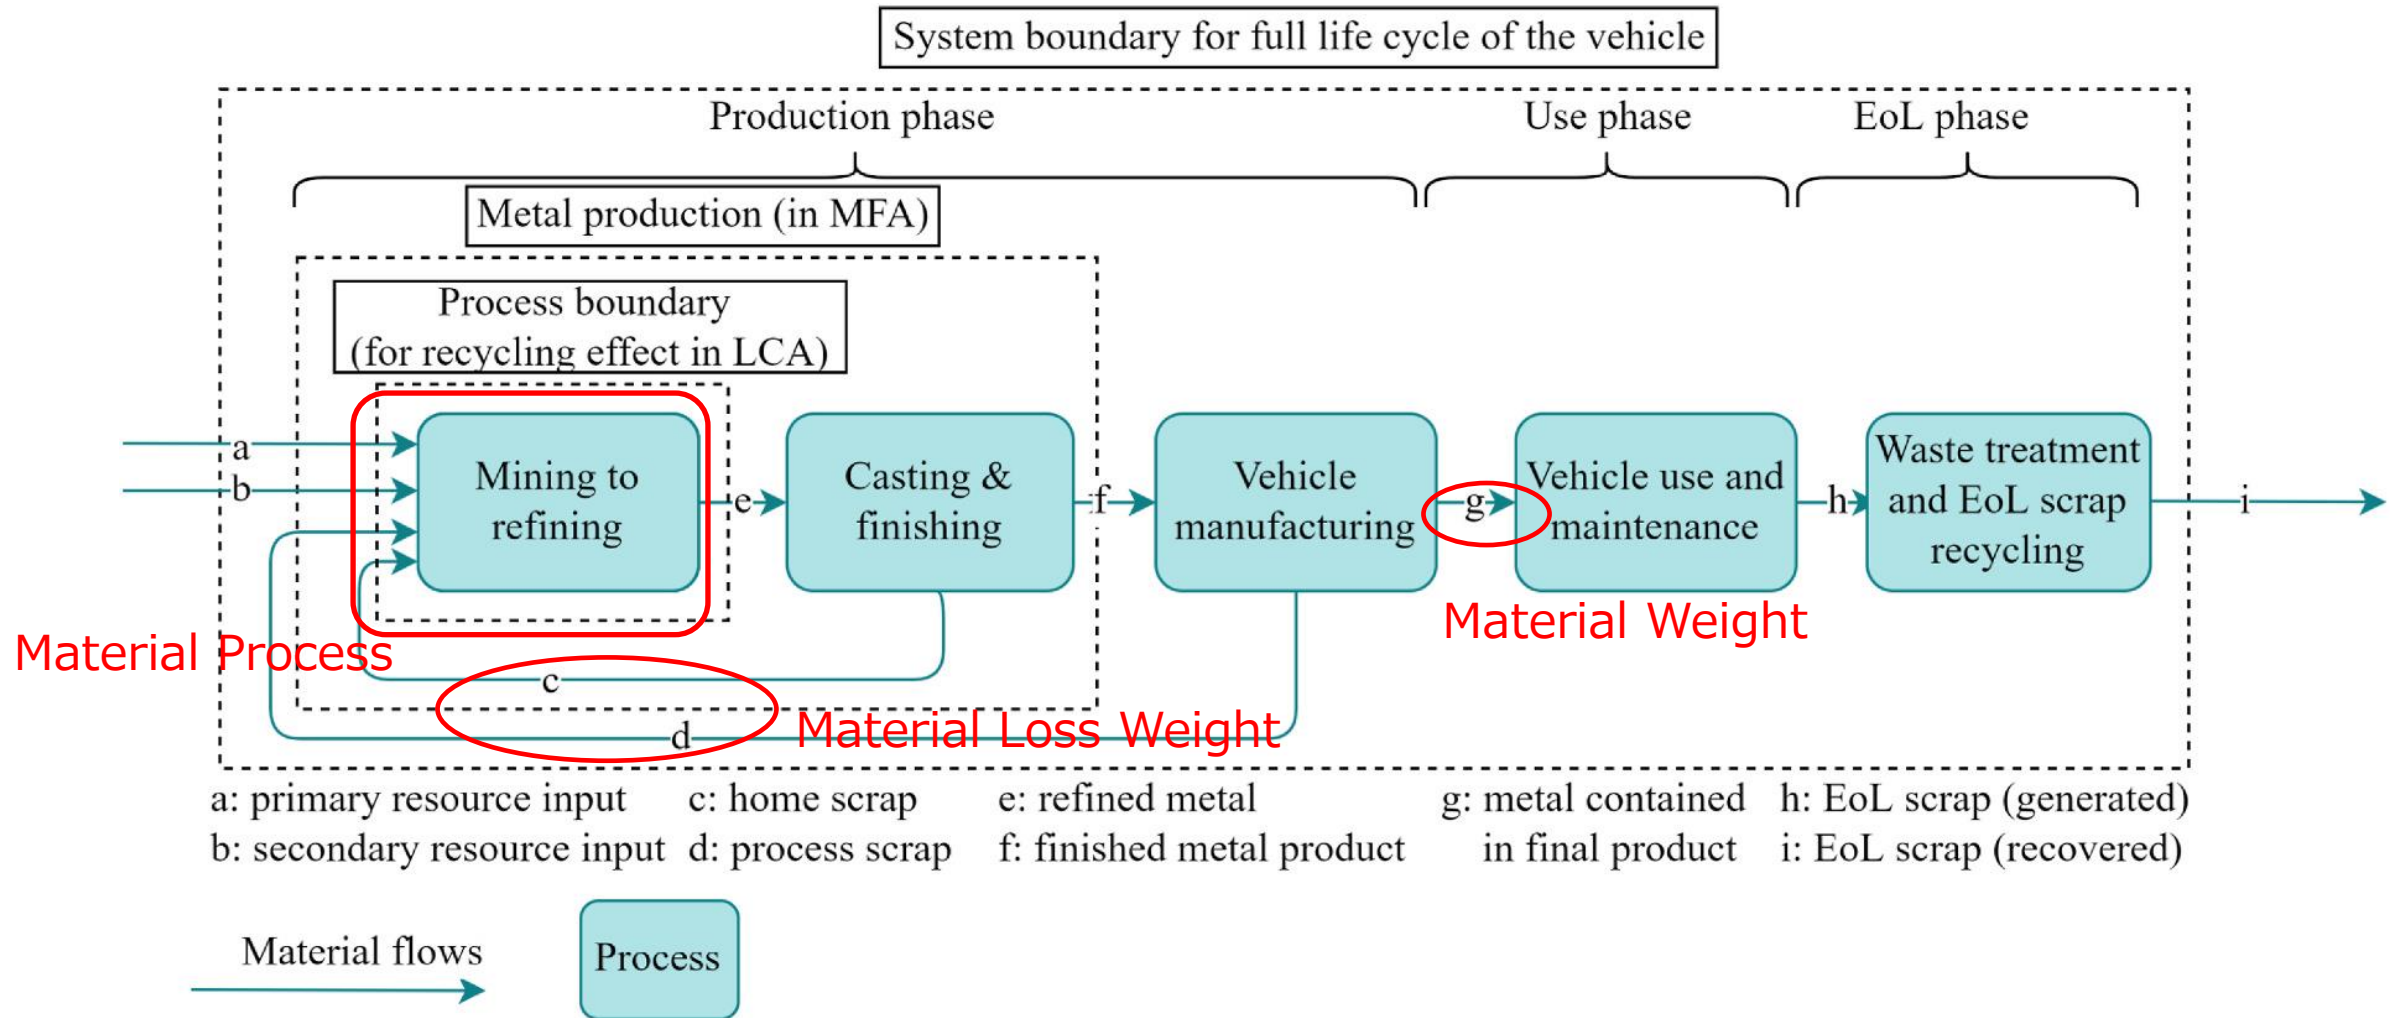 System boundary for full life cycle of the vehicle
Production phase
Use phase
EoL phase
Metal production (in MFA)
Process boundary
(for recycling effect in LCA)
a
b
Mining to
refining
e
Casting &
finishing
f
Vehicle
manufacturing
g
Vehicle use and
maintenance
h
Waste treatment
and EoL scrap
recycling
i
Material Process
Material Weight
c
d
Material Loss Weight
a: primary resource input
b: secondary resource input
c: home scrap
d: process scrap
e: refined metal
f: finished metal product
g: metal contained
in final product
h: EoL scrap (generated)
i: EoL scrap (recovered)
Material flows
Process